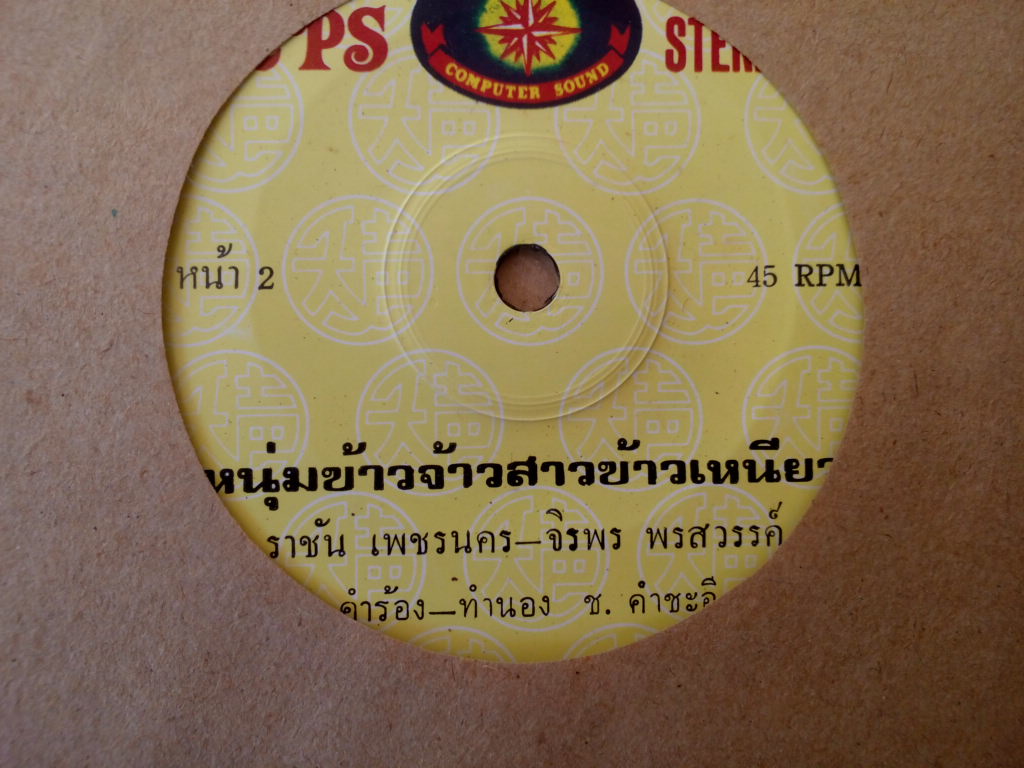 COMPUTER SOUND
หน้า 2 45 RPM
หนุ่มข้าวจ้าวสาวข้าวเหนียว
ราชัน เพชรนคร—จิรพร พรสวรรค์
คำร้อง—ทำนอง ช. คำชะอี